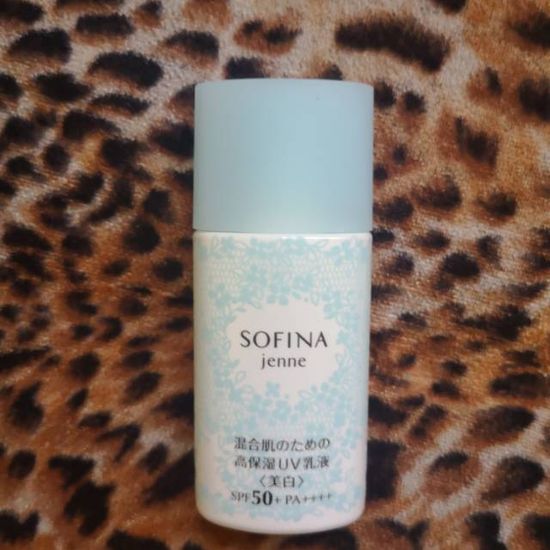 SOFINA
jenne
混合肌のための
高保湿UV乳液
〈美白〉
SPF50+ PA++++